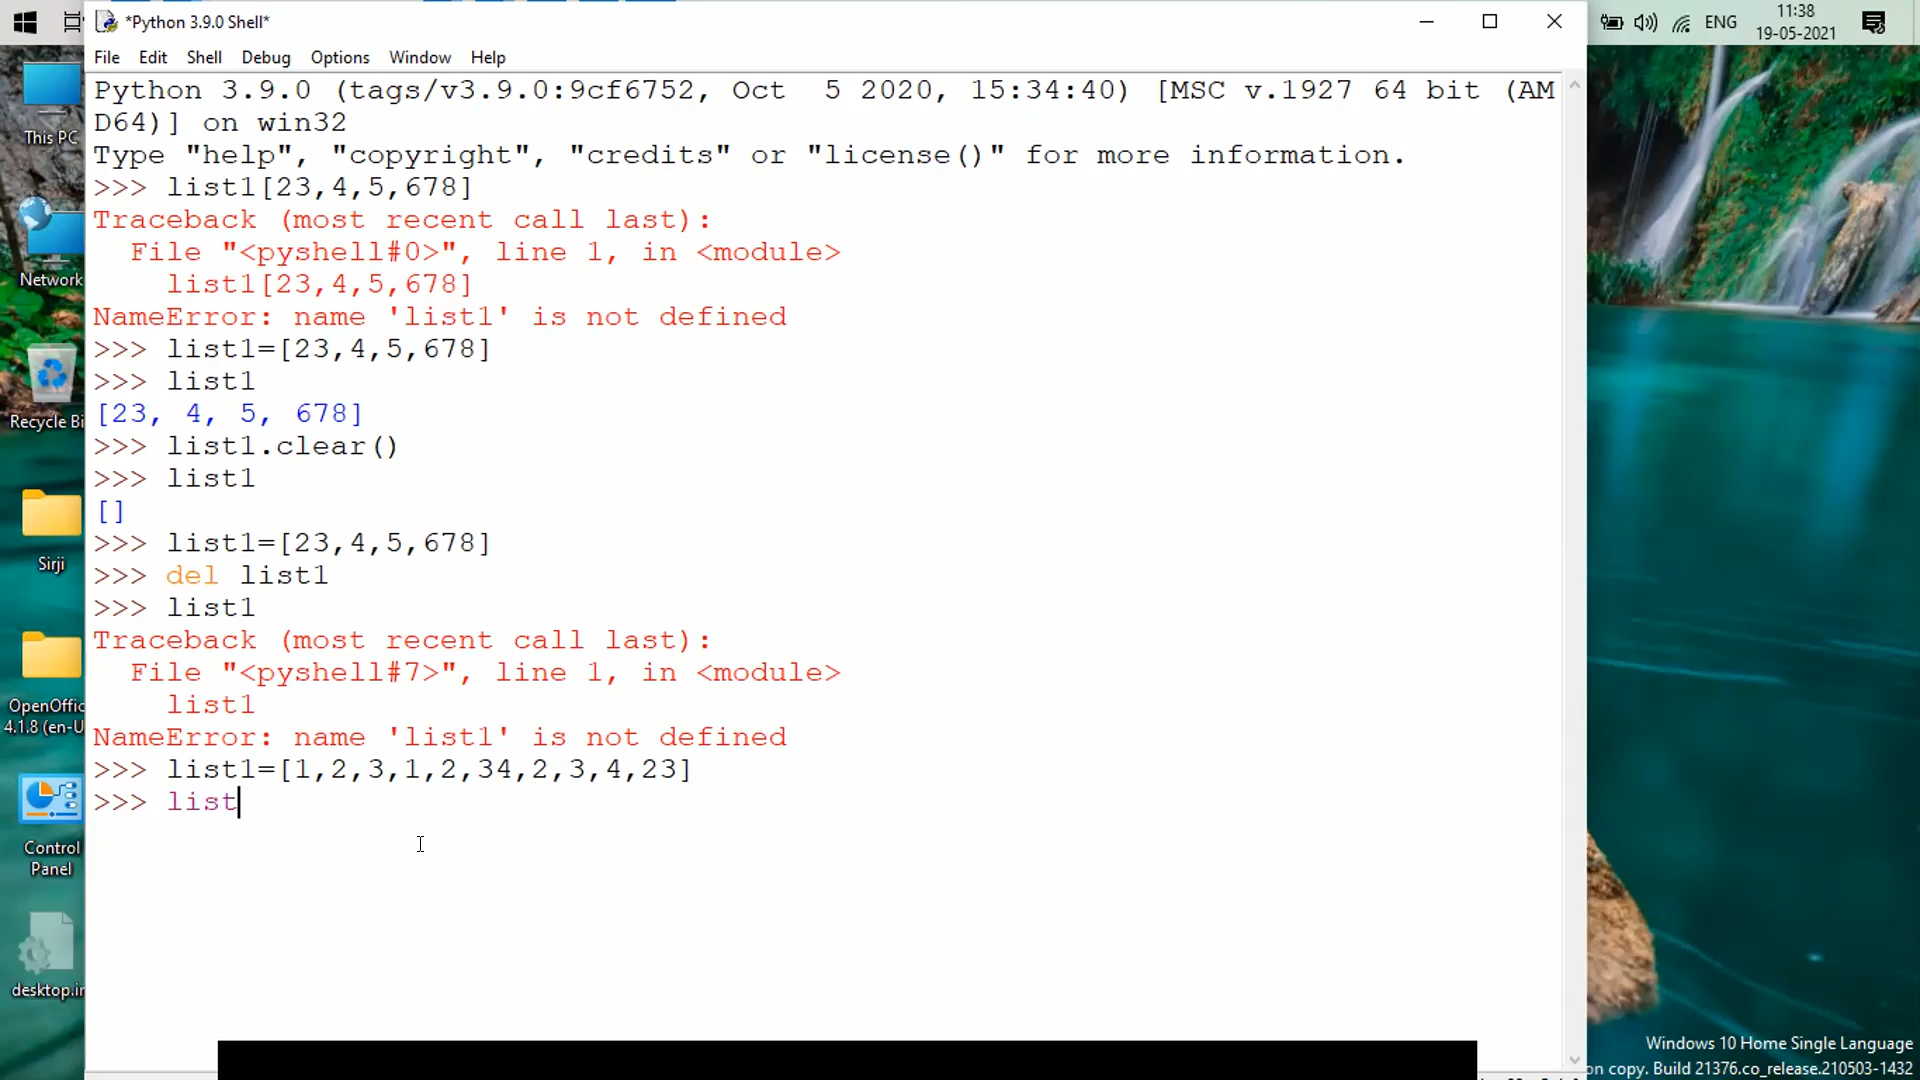 *Python 3.9.0 Shell*
File Edit Shell Debug Options Window Help
Python 3.9.0 (tags/v3.9.0:9cf6752, Oct  5 2020, 15:34:40) [MSC v.1927 64 bit (AM
D64)] on win32
Type "help", "copyright", "credits" or "license()" for more information.
>>> list1[23,4,5,678]
Traceback (most recent call last):
  File "<pyshell#0>", line 1, in <module>
    list1[23,4,5,678]
NameError: name 'list1' is not defined
>>> list1=[23,4,5,678]
>>> list1
[23, 4, 5, 678]
>>> list1.clear()
>>> list1
[]
>>> list1=[23,4,5,678]
>>> del list1
>>> list1
Traceback (most recent call last):
  File "<pyshell#7>", line 1, in <module>
    list1
NameError: name 'list1' is not defined
>>> list1=[1,2,3,1,2,34,2,3,4,23]
>>> list
This PC
Network
Recycle Bi
Sirji
OpenOffic
4.1.8 (en-U
Control
Panel
desktop.in
ENG
11:38
19-05-2021
Windows 10 Home Single Language
on copy. Build 21376.co_release.210503-1432